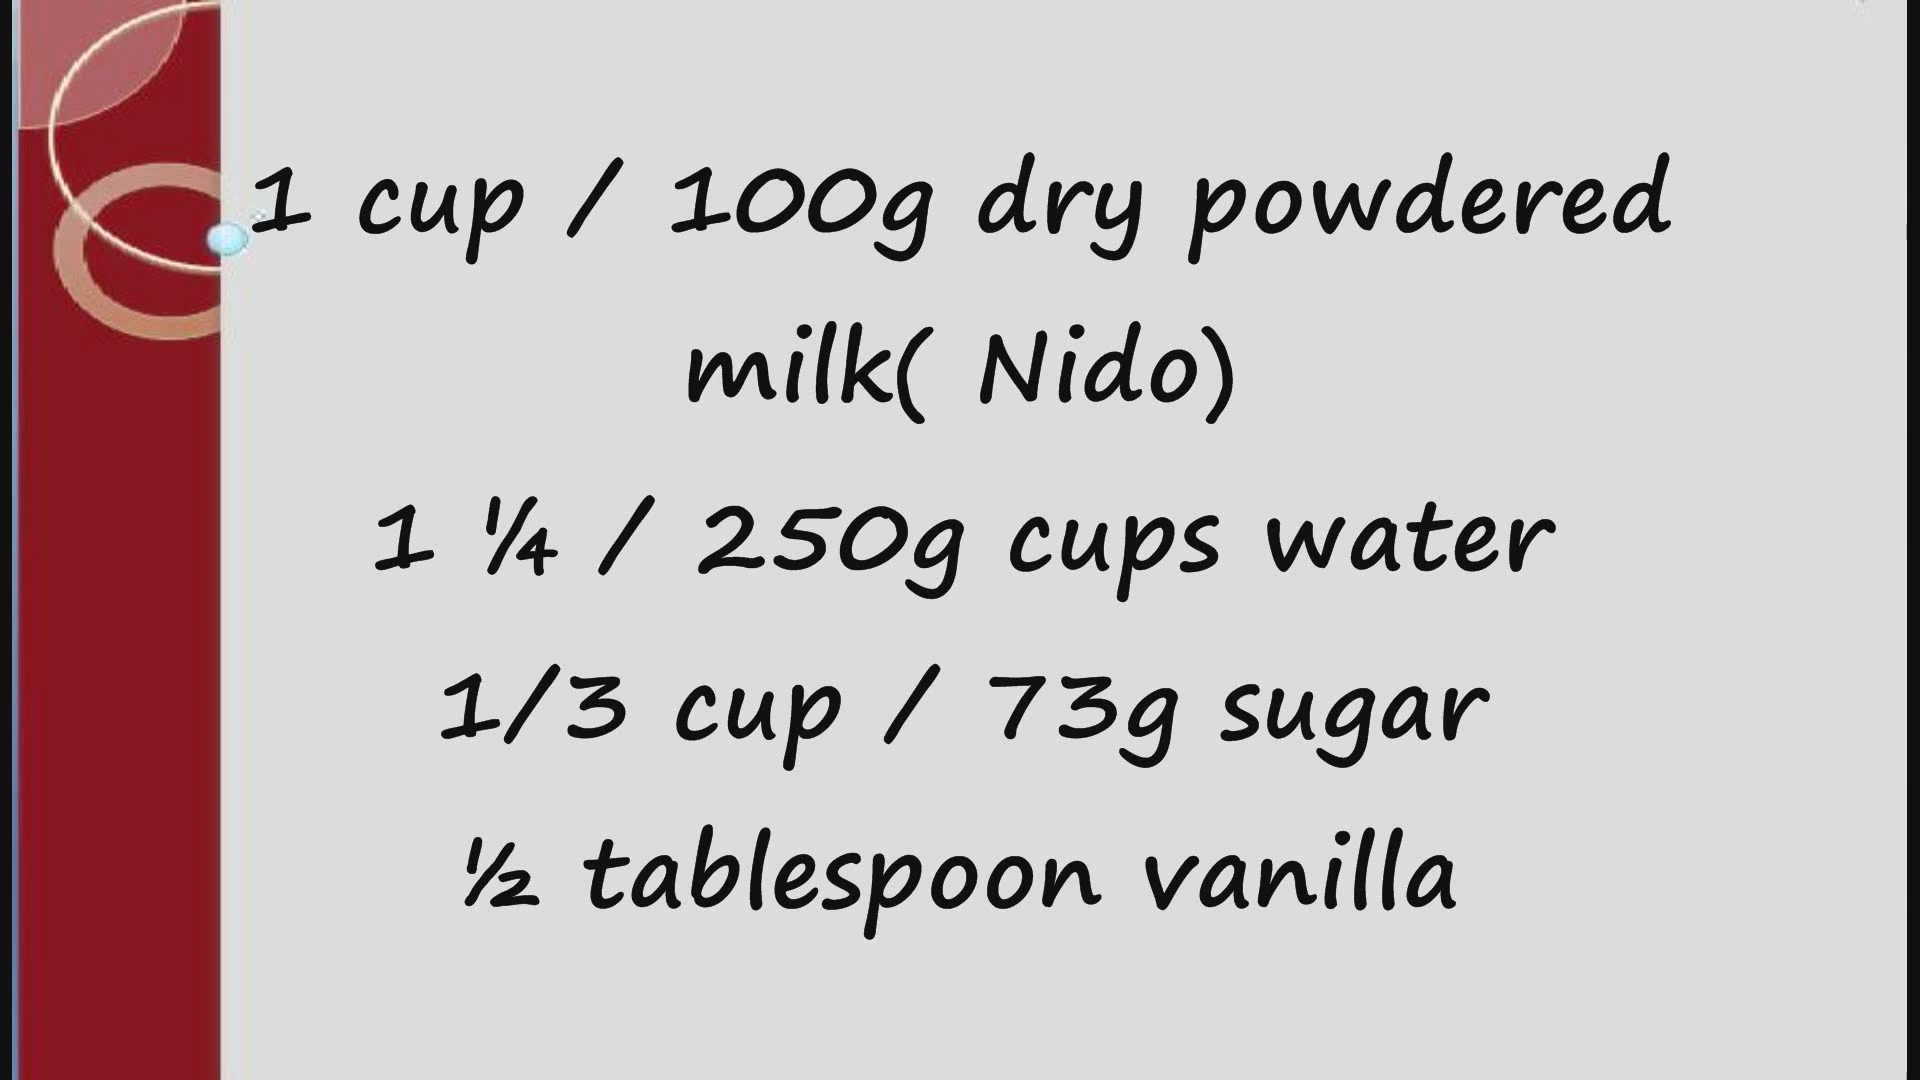 1 cup / 100g dry powdered
milk( Nido)
1 ¼ / 250g cups water
1/3 cup / 73g sugar
½ tablespoon vanilla